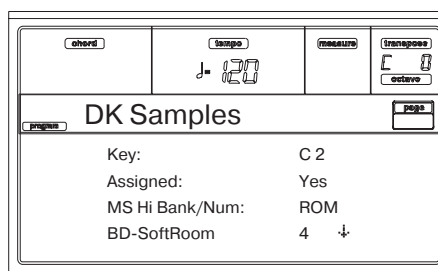 chord tempo measure transpose
♩= 120 C 0
octave
program DK Samples page
Key: C 2
Assigned: Yes
MS Hi Bank/Num: ROM
BD-SoftRoom 4